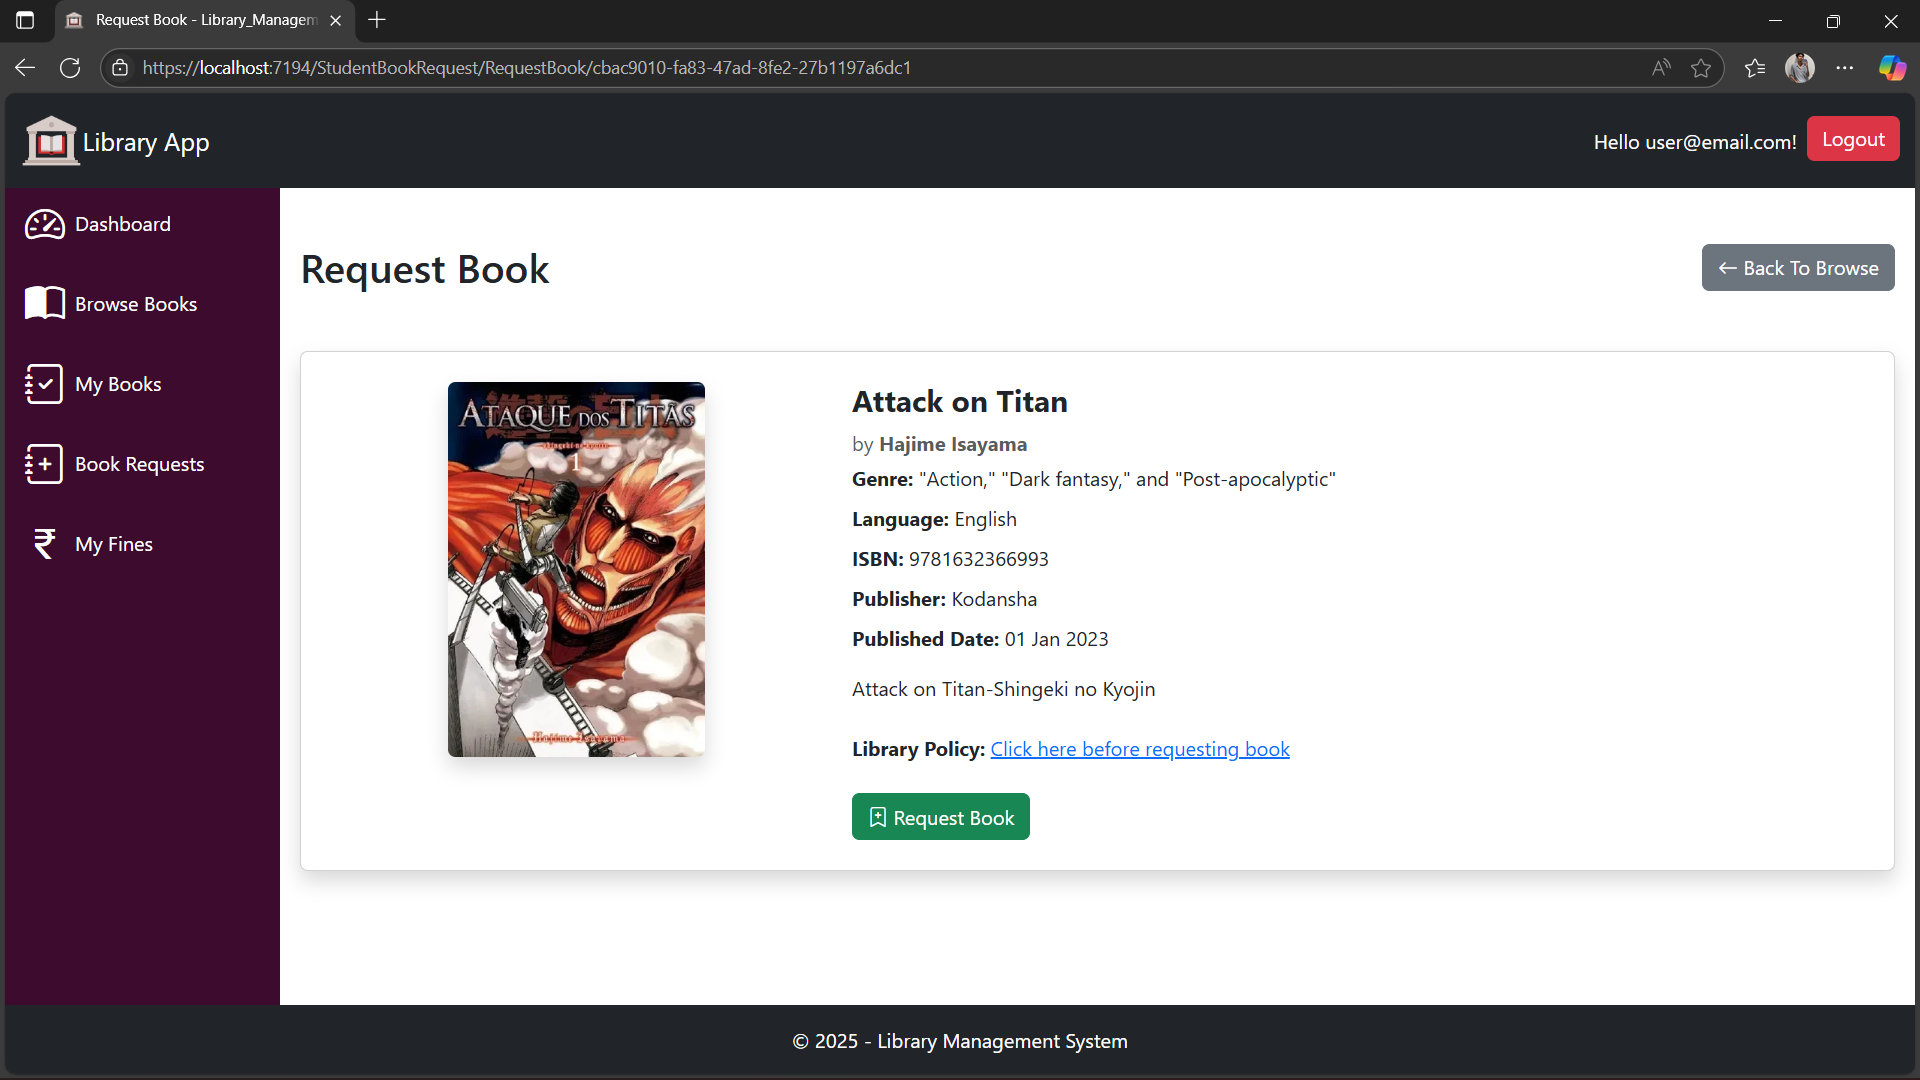 Request Book - Library_Managem
https://localhost:7194/StudentBookRequest/RequestBook/cbac9010-fa83-47ad-8fe2-27b1197a6dc1
Library App
Hello user@email.com!
Logout
Dashboard
Browse Books
My Books
Book Requests
My Fines
Request Book
← Back To Browse
ATAQUE DOS TITÃS
1
Hajime Isayama
Attack on Titan
by Hajime Isayama
Genre: "Action," "Dark fantasy," and "Post-apocalyptic"
Language: English
ISBN: 9781632366993
Publisher: Kodansha
Published Date: 01 Jan 2023
Attack on Titan-Shingeki no Kyojin
Library Policy: Click here before requesting book
Request Book
© 2025 - Library Management System